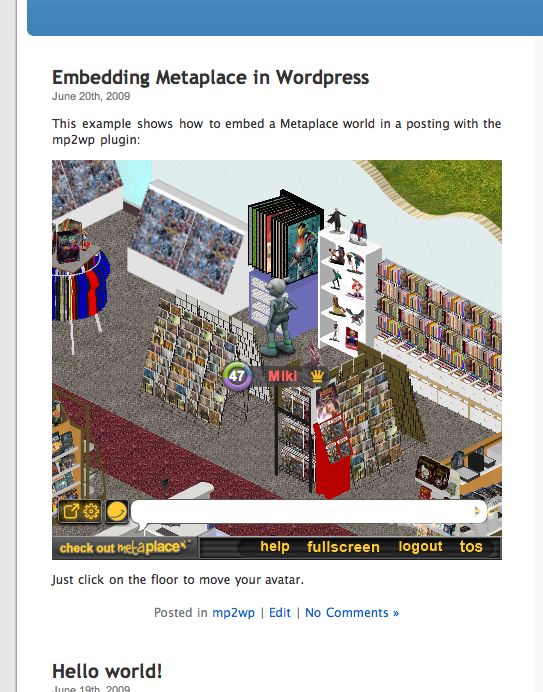 Embedding Metaplace in Wordpress
June 20th, 2009
This example shows how to embed a Metaplace world in a posting with the
mp2wp plugin:
47 Miki
check out metaplace
help fullscreen logout tos
Just click on the floor to move your avatar.
Posted in mp2wp | Edit | No Comments »
Hello world!
June 19th, 2009